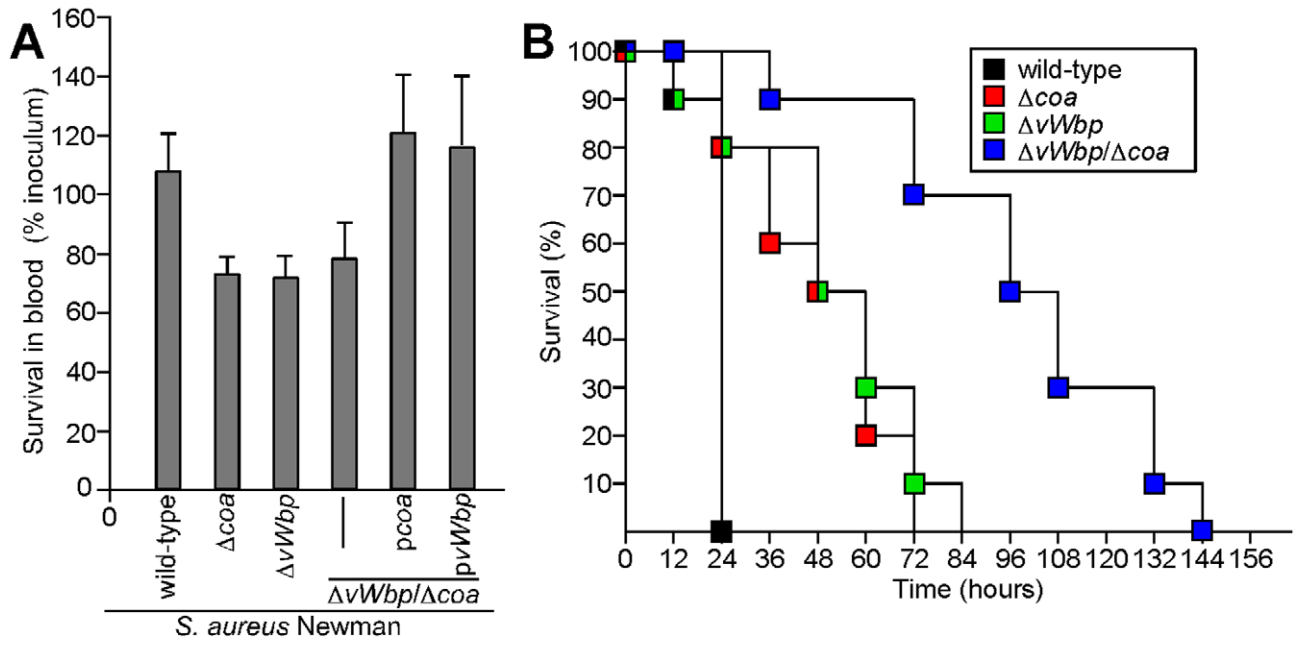 A
160
140
120
100
80
60
40
20
0
0
Survival in blood (% inoculum)
wild-type
Δcoa
ΔvWbp
—
pcoa
pvWbp
ΔvWbp/Δcoa
S. aureus Newman
B
100
90
80
70
60
50
40
30
20
10
Survival (%)
0 12 24 36 48 60 72 84 96 108 120 132 144 156
Time (hours)
wild-type
Δcoa
ΔvWbp
ΔvWbp/Δcoa